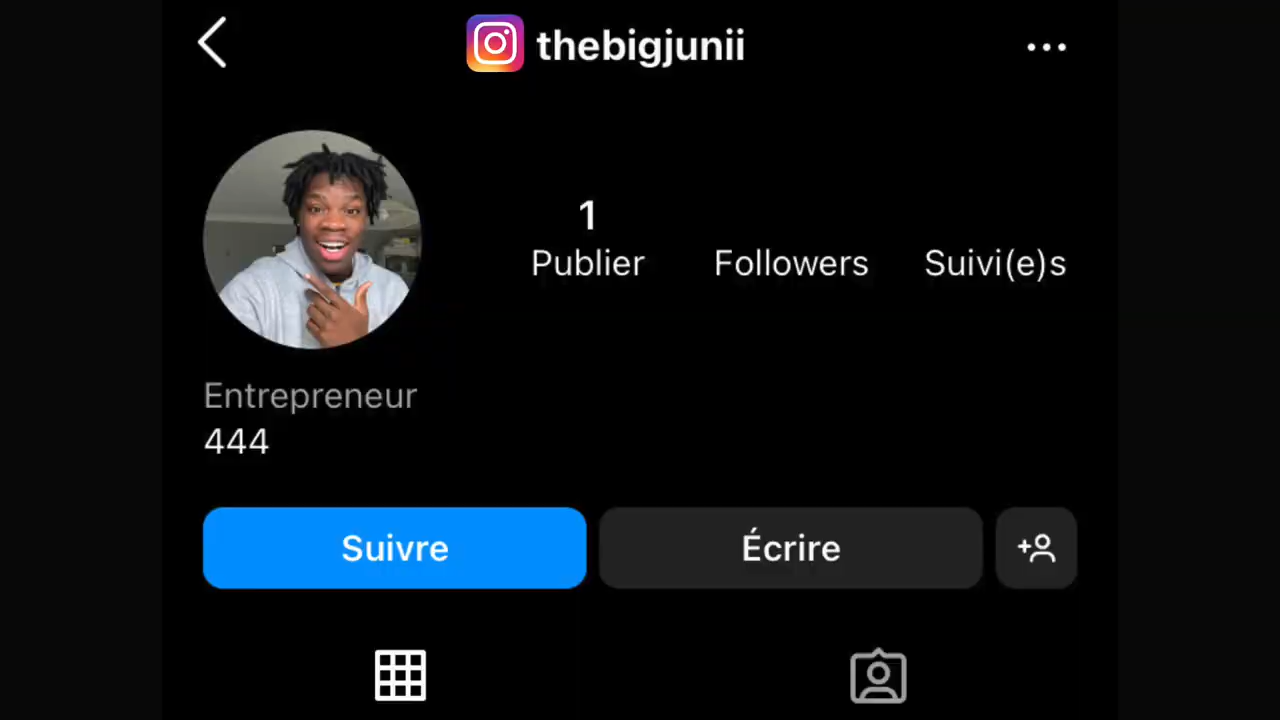 thebigjunii
1
Publier Followers Suivi(e)s
Entrepreneur
444
Suivre Écrire